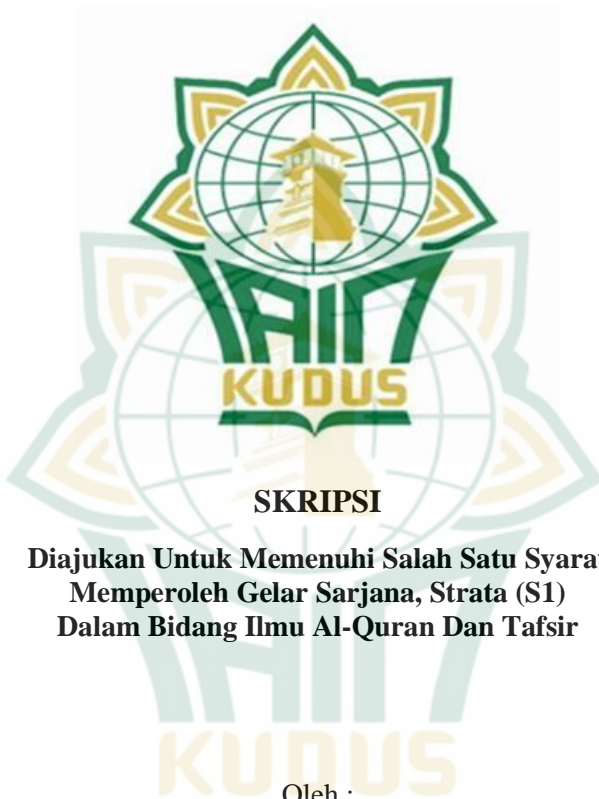 IAIN
KUDUS
SKRIPSI
Diajukan Untuk Memenuhi Salah Satu Syarat
Memperoleh Gelar Sarjana, Strata (S1)
Dalam Bidang Ilmu Al-Quran Dan Tafsir
KUDUS
Oleh :